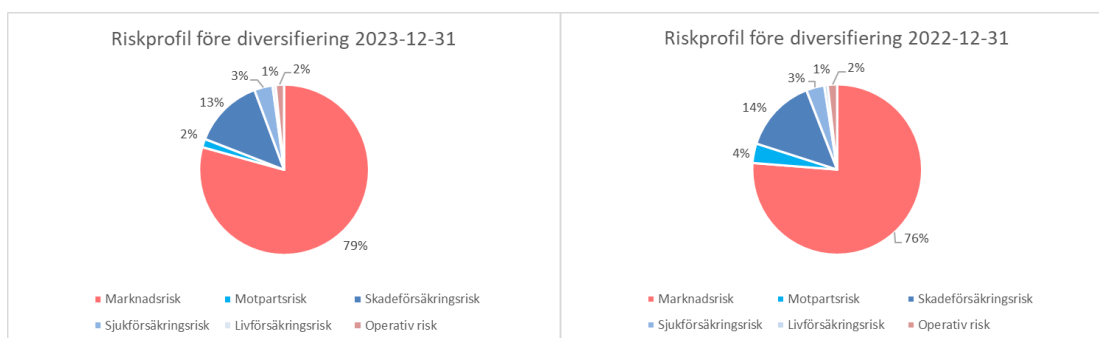 Riskprofil före diversifiering 2023-12-31
3%
1%
2%
13%
2%
79%
Marknadsrisk
Motpartsrisk
Skadeförsäkringsrisk
Sjukförsäkringsrisk
Livförsäkringsrisk
Operativ risk
Riskprofil före diversifiering 2022-12-31
3%
1%
2%
14%
4%
76%
Marknadsrisk
Motpartsrisk
Skadeförsäkringsrisk
Sjukförsäkringsrisk
Livförsäkringsrisk
Operativ risk